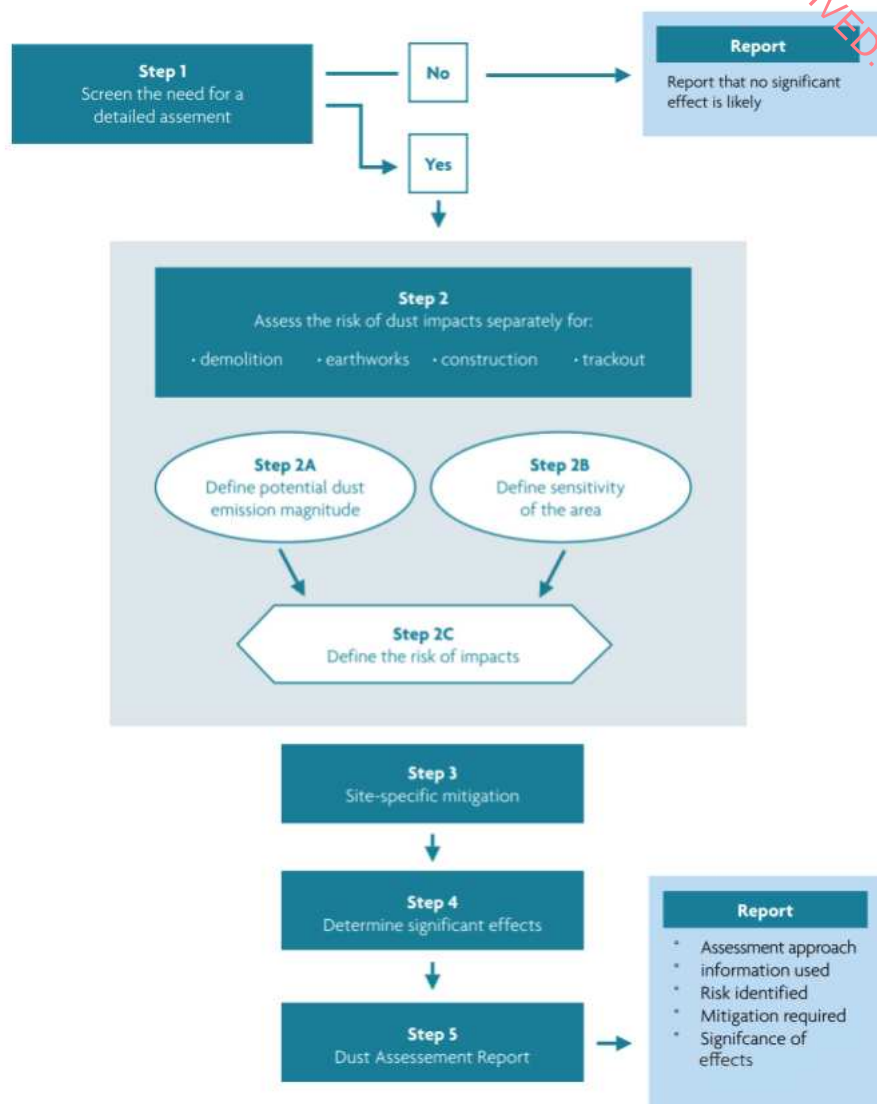 Step 1
Screen the need for a
detailed assement
No
Yes
Report
Report that no significant
effect is likely
Step 2
Assess the risk of dust impacts separately for:
· demolition · earthworks · construction · trackout
Step 2A
Define potential dust
emission magnitude
Step 2B
Define sensitivity
of the area
Step 2C
Define the risk of impacts
Step 3
Site-specific mitigation
Step 4
Determine significant effects
Step 5
Dust Assessement Report
Report
* Assessment approach
* information used
* Risk identified
* Mitigation required
* Signifcance of
effects